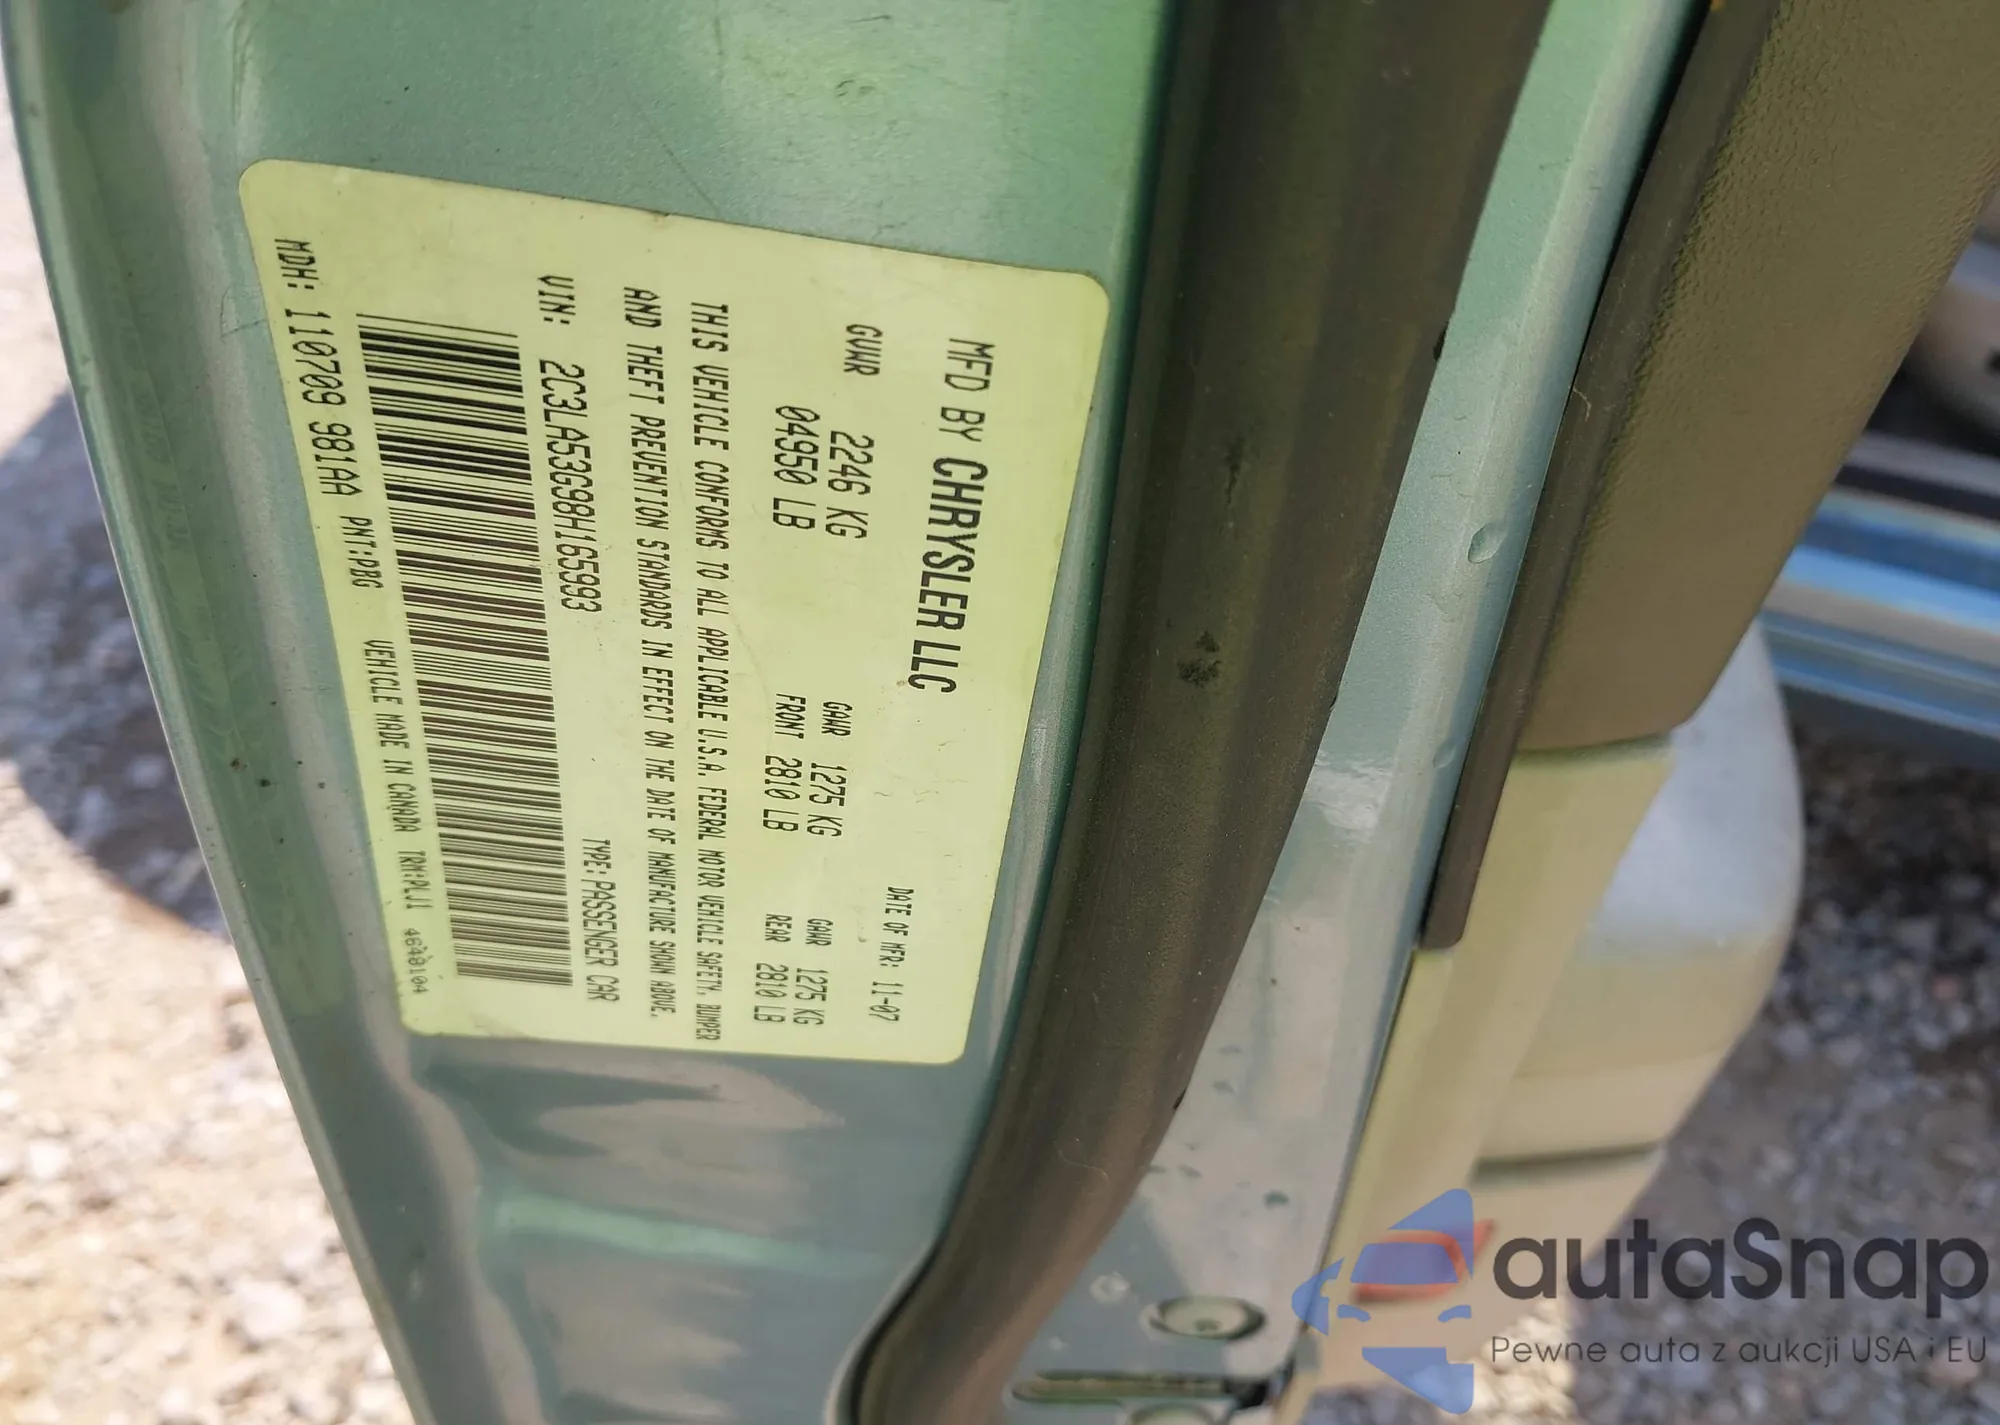 MFD BY CHRYSLER LLC
DATE OF MFR: 11-07
GVWR 2246 KG
04950 LB
GAWR 1275 KG
FRONT 2810 LB
GAWR 1275 KG
REAR 2810 LB
THIS VEHICLE CONFORMS TO ALL APPLICABLE U.S.A. FEDERAL MOTOR VEHICLE SAFETY, BUMPER
AND THEFT PREVENTION STANDARDS IN EFFECT ON THE DATE OF MANUFACTURE SHOWN ABOVE.
VIN: 2C3LA53G98H165993
TYPE: PASSENGER CAR
MDH: 110709 981AA PNT:PBG VEHICLE MADE IN CANADA TRM:PLJ1 4648104
autaSnap
Pewne auta z aukcji USA i EU